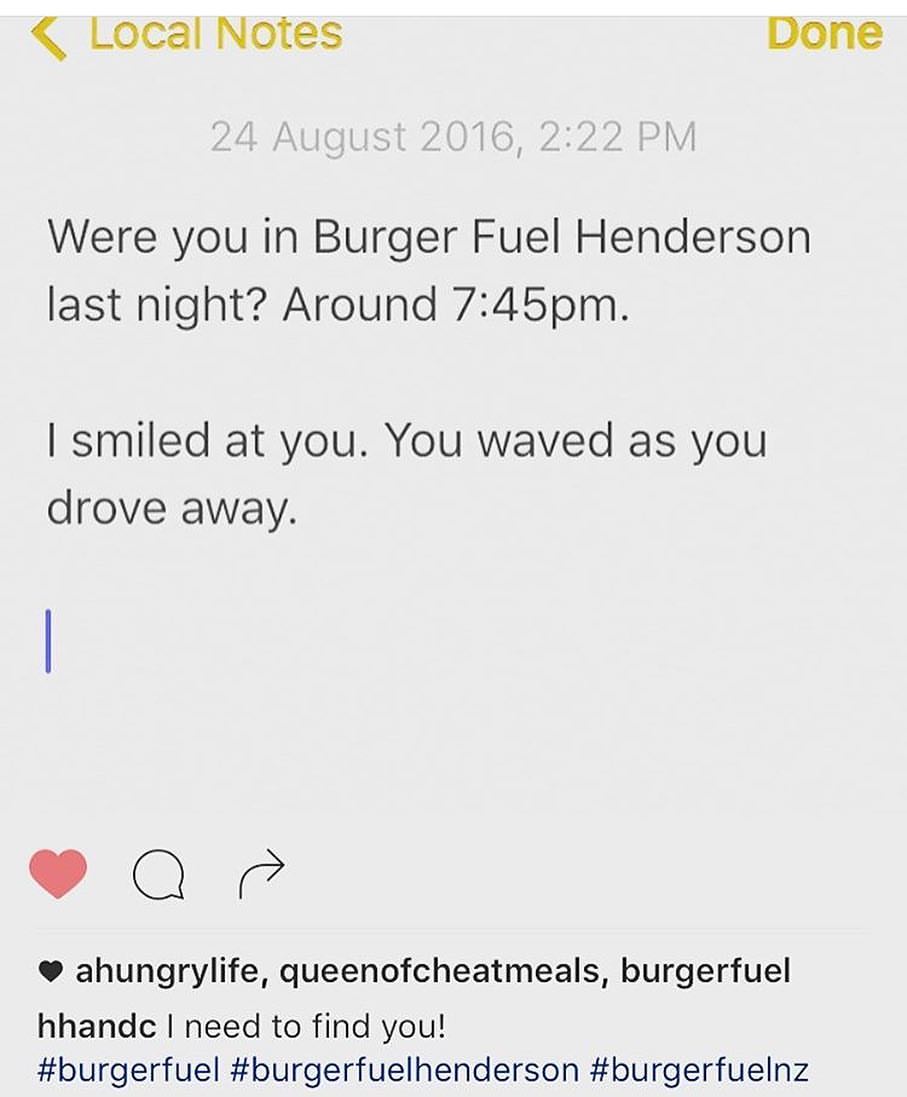 Local Notes Done
24 August 2016, 2:22 PM
Were you in Burger Fuel Henderson
last night? Around 7:45pm.
I smiled at you. You waved as you
drove away.
ahungrylife, queenofcheatmeals, burgerfuel
hhandc I need to find you!
#burgerfuel #burgerfuelhenderson #burgerfuelnz